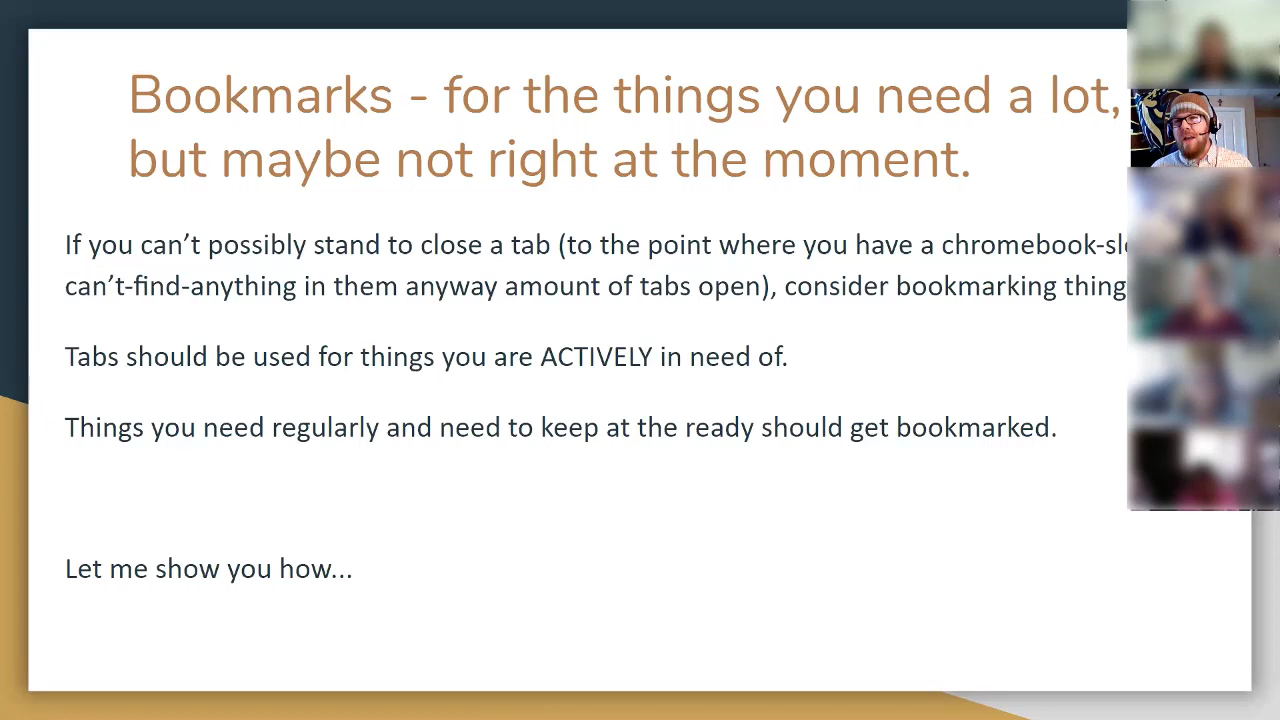 Bookmarks - for the things you need a lot,
but maybe not right at the moment.
If you can’t possibly stand to close a tab (to the point where you have a
can’t-find-anything in them anyway amount of tabs open), consider bookmarking
Tabs should be used for things you are ACTIVELY in need of.
Things you need regularly and need to keep at the ready should get bookmarked.
Let me show you how...